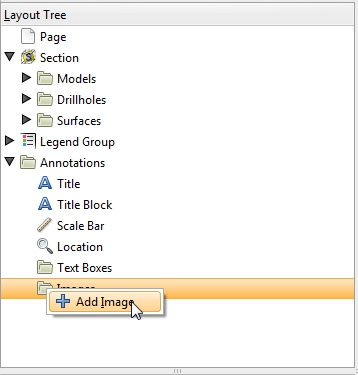 Layout Tree
Page
Section
Models
Drillholes
Surfaces
Legend Group
Annotations
Title
Title Block
Scale Bar
Location
Text Boxes
Images
Add Image